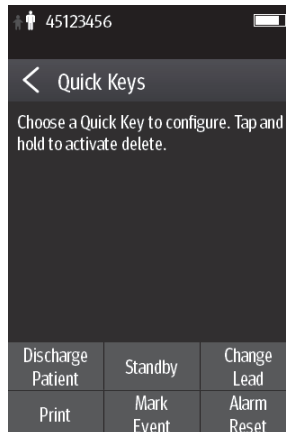 45123456
Quick Keys
Choose a Quick Key to configure. Tap and
hold to activate delete.
Discharge
Patient
Standby
Change
Lead
Print
Mark
Event
Alarm
Reset